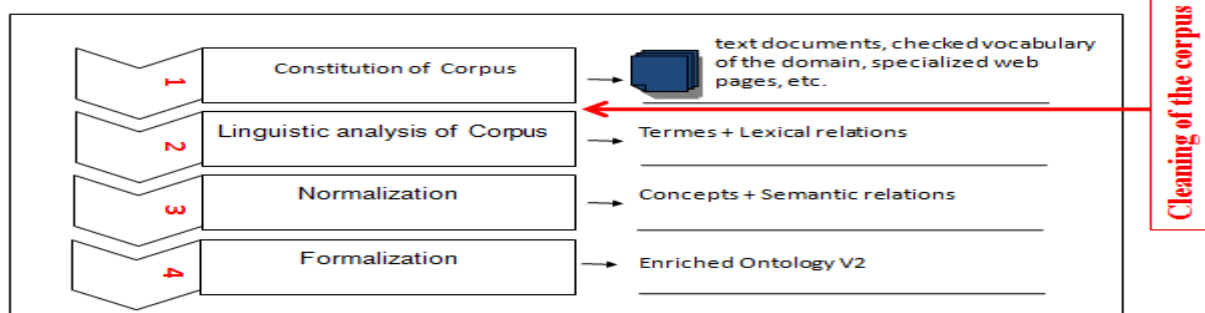 1
Constitution of Corpus
text documents, checked vocabulary
of the domain, specialized web
pages, etc.
2
Linguistic analysis of Corpus
Termes + Lexical relations
3
Normalization
Concepts + Semantic relations
4
Formalization
Enriched Ontology V2
Cleaning of the corpus